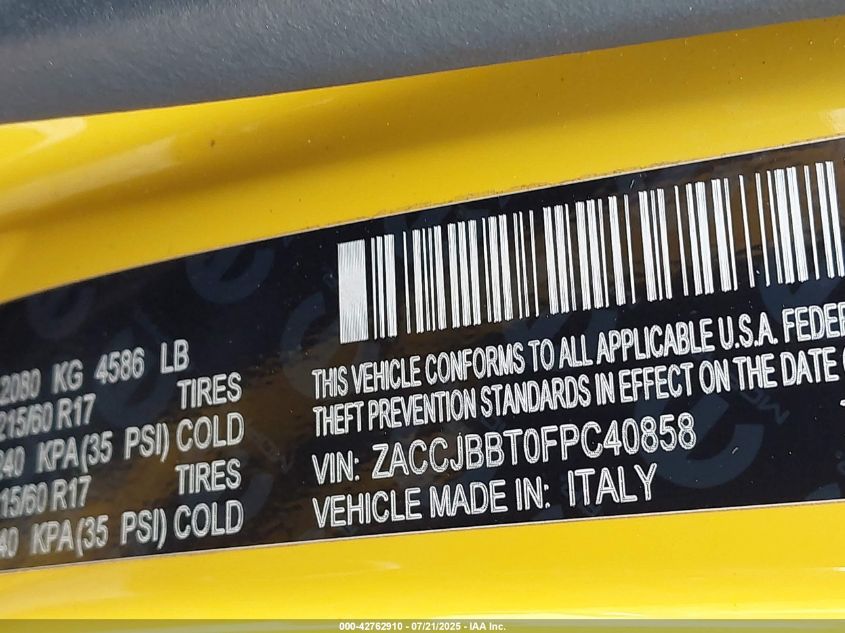 2080 KG 4586 LB
215/60 R17 TIRES
240 KPA(35 PSI) COLD
215/60 R17 TIRES
240 KPA(35 PSI) COLD
THIS VEHICLE CONFORMS TO ALL APPLICABLE U.S.A. FEDER
THEFT PREVENTION STANDARDS IN EFFECT ON THE DATE
VIN: ZACCJBBT0FPC40858
VEHICLE MADE IN: ITALY
000-42762910 - 07/21/2025 - IAA Inc.